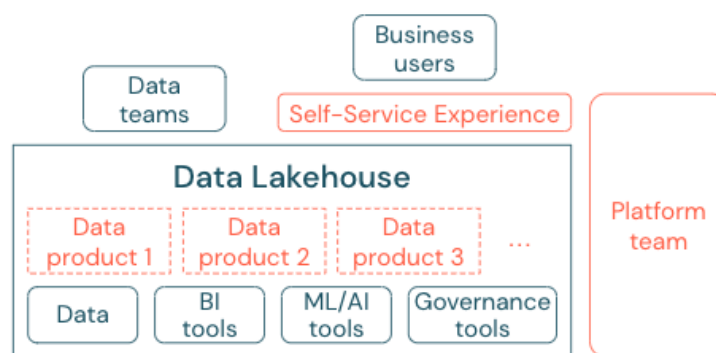 Business
users
Data
teams
Self-Service Experience
Data Lakehouse
Data
product 1
Data
product 2
Data
product 3
...
Data
BI
tools
ML/AI
tools
Governance
tools
Platform
team